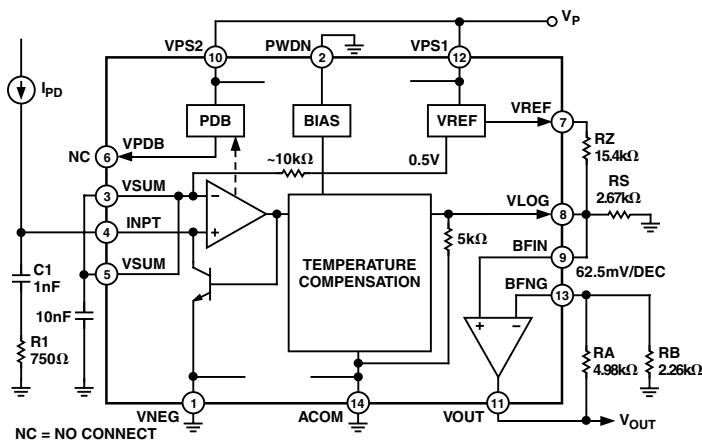 VP
VPS2
PWDN
VPS1
10
2
12
IPD
PDB
BIAS
VREF
VREF
7
RZ
15.4kΩ
NC
VPDB
6
~10kΩ
0.5V
RS
2.67kΩ
3
VSUM
VLOG
8
4
INPT
5kΩ
9
BFIN
5
VSUM
TEMPERATURE
COMPENSATION
62.5mV/DEC
C1
1nF
BFNG
13
10nF
R1
750Ω
RA
4.98kΩ
RB
2.26kΩ
1
14
11
VNEG
ACOM
VOUT
VOUT
NC = NO CONNECT